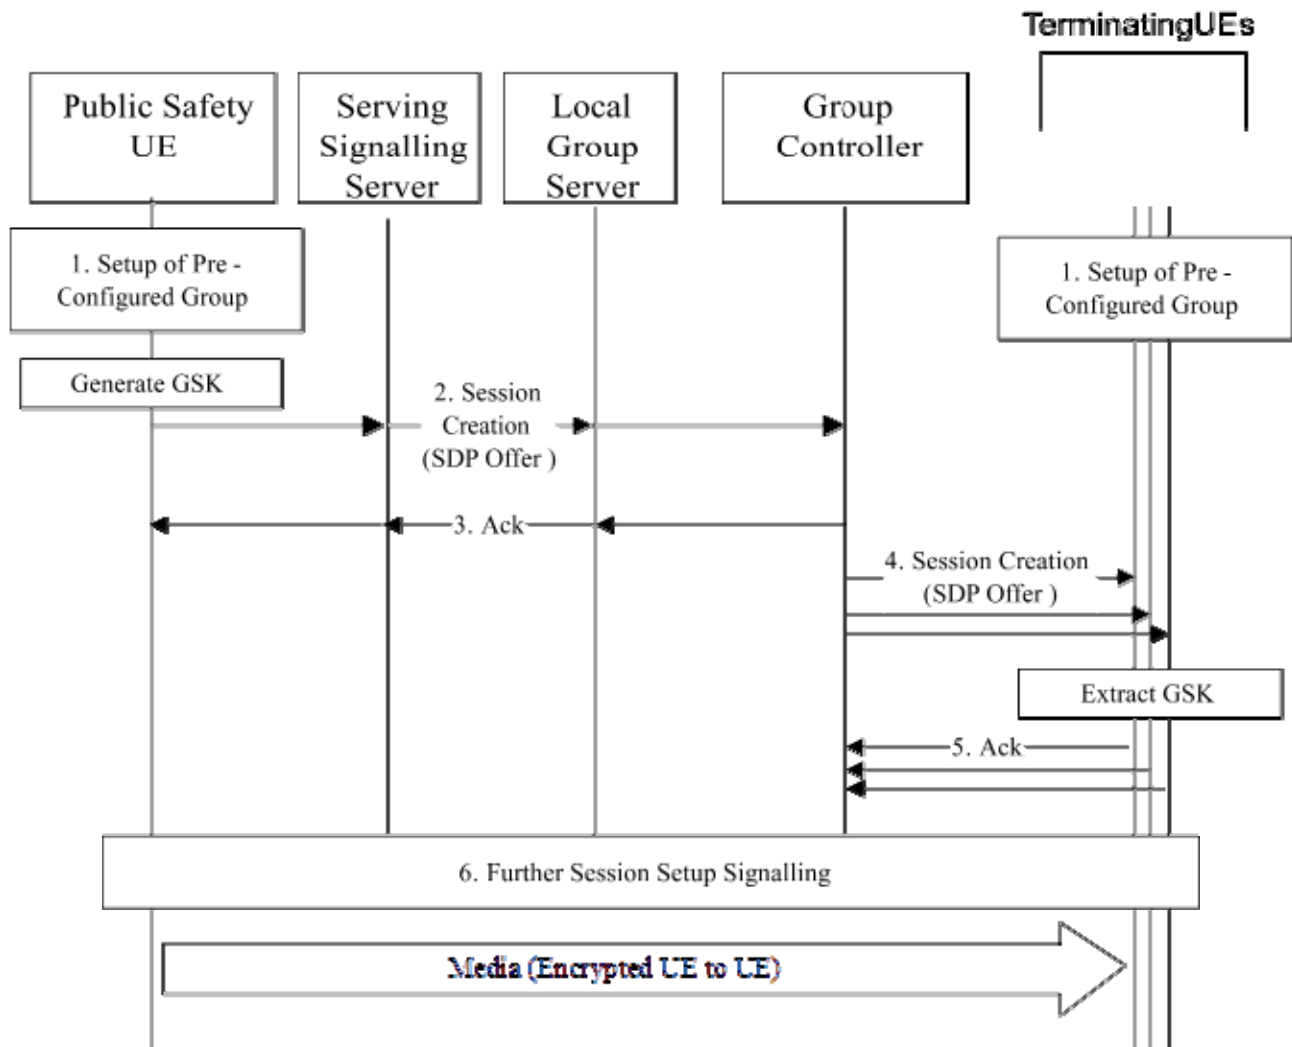 TerminatingUEs
Public Safety
UE
Serving
Signalling
Server
Local
Group
Server
Group
Controller
1. Setup of Pre -
Configured Group
1. Setup of Pre -
Configured Group
Generate GSK
2. Session
Creation
(SDP Offer )
3. Ack
4. Session Creation
(SDP Offer )
Extract GSK
5. Ack
6. Further Session Setup Signalling
Media (Encrypted UE to UE)